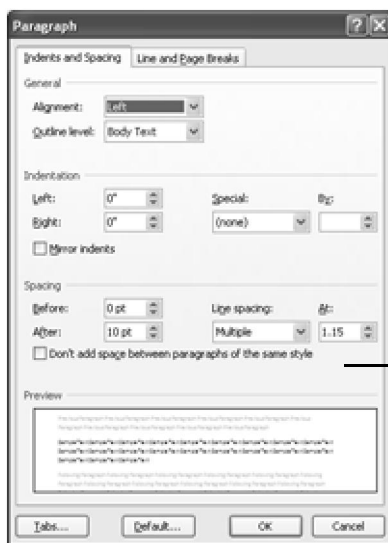 Paragraph
Indents and Spacing Line and Page Breaks
General
Alignment: Left
Outline level: Body Text
Indentation
Left: 0" Special: By:
Right: 0" (none)
Mirror indents
Spacing
Before: 0 pt Line spacing: At:
After: 10 pt Multiple 1.15
Don't add space between paragraphs of the same style
Preview
Tabs... Default... OK Cancel